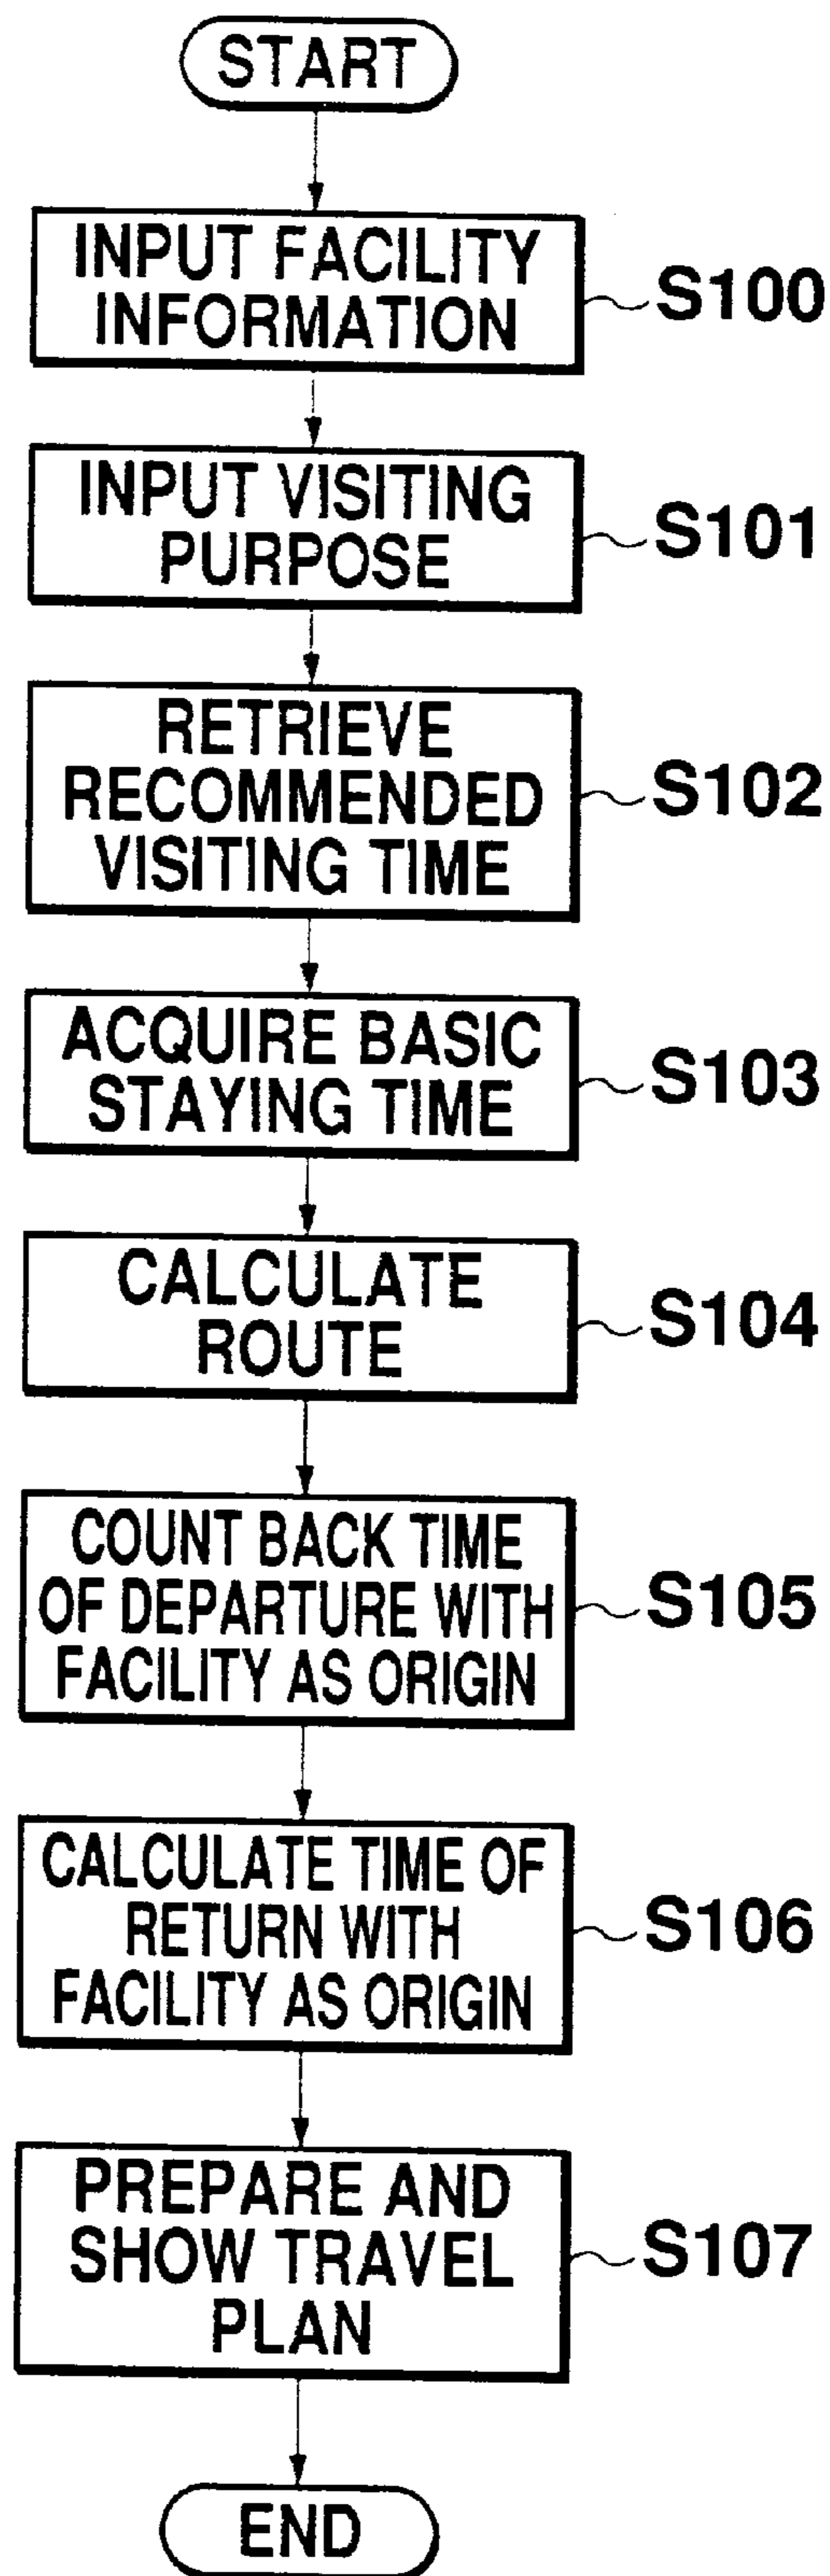 START
INPUT FACILITY
INFORMATION
S100
INPUT VISITING
PURPOSE
S101
RETRIEVE
RECOMMENDED
VISITING TIME
S102
ACQUIRE BASIC
STAYING TIME
S103
CALCULATE
ROUTE
S104
COUNT BACK TIME
OF DEPARTURE WITH
FACILITY AS ORIGIN
S105
CALCULATE TIME OF
RETURN WITH
FACILITY AS ORIGIN
S106
PREPARE AND
SHOW TRAVEL
PLAN
S107
END